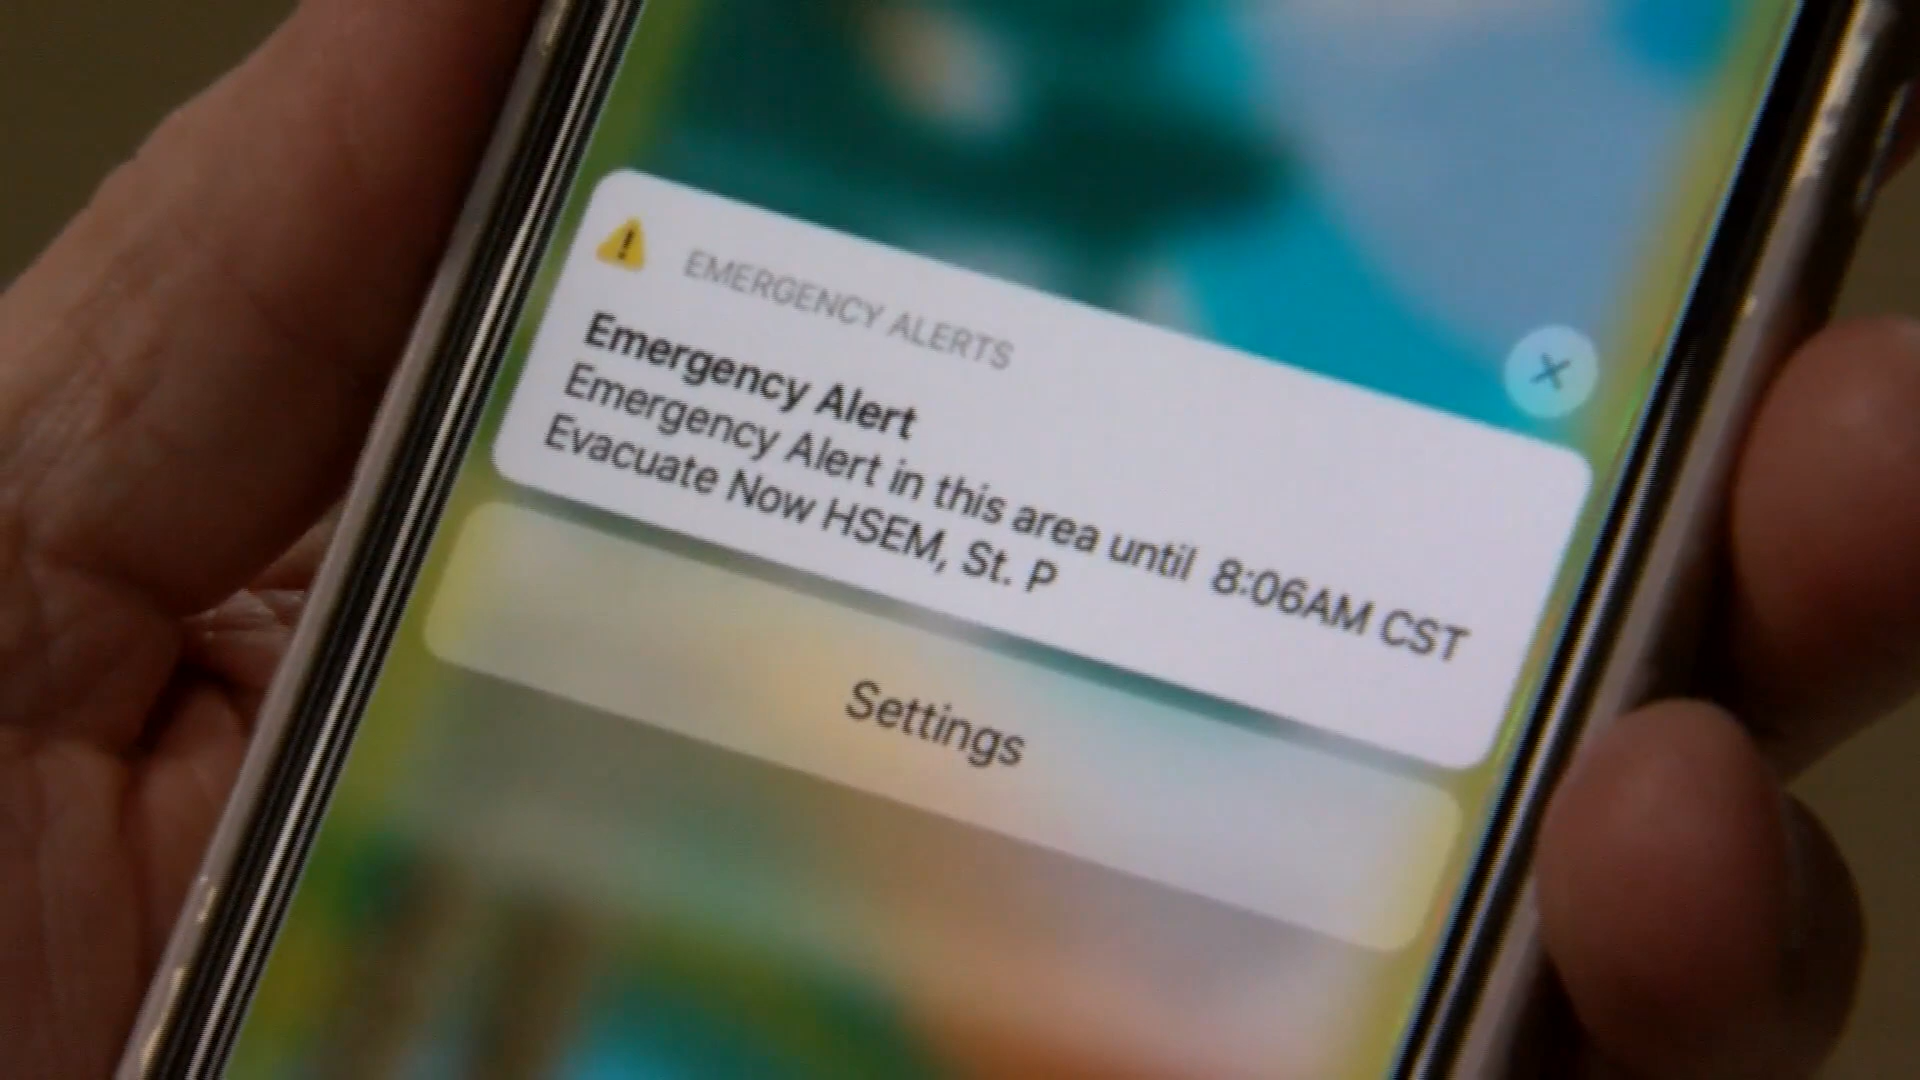 EMERGENCY ALERTS
Emergency Alert
Emergency Alert in this area until 8:06AM CST
Evacuate Now HSEM, St. P
Settings